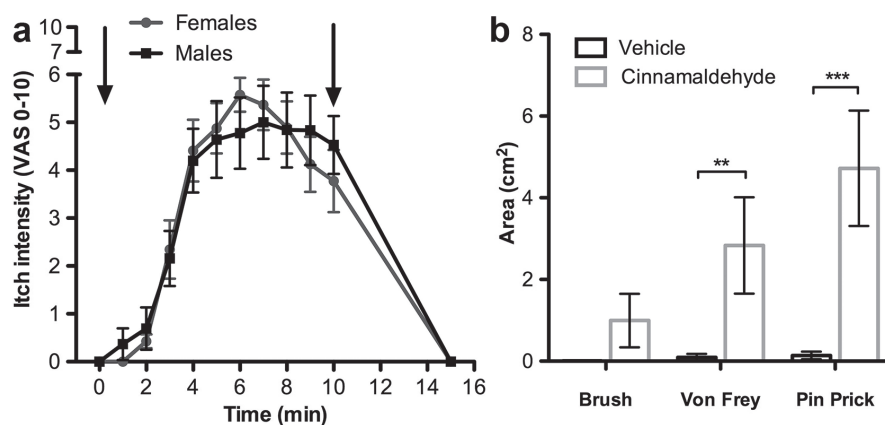 a
Females
Males
Itch intensity (VAS 0-10)
10
7
6
5
4
3
2
1
0
0 2 4 6 8 10 12 14 16
Time (min)
b
Vehicle
Cinnamaldehyde
Area (cm²)
8
6
4
2
0
**
***
Brush Von Frey Pin Prick